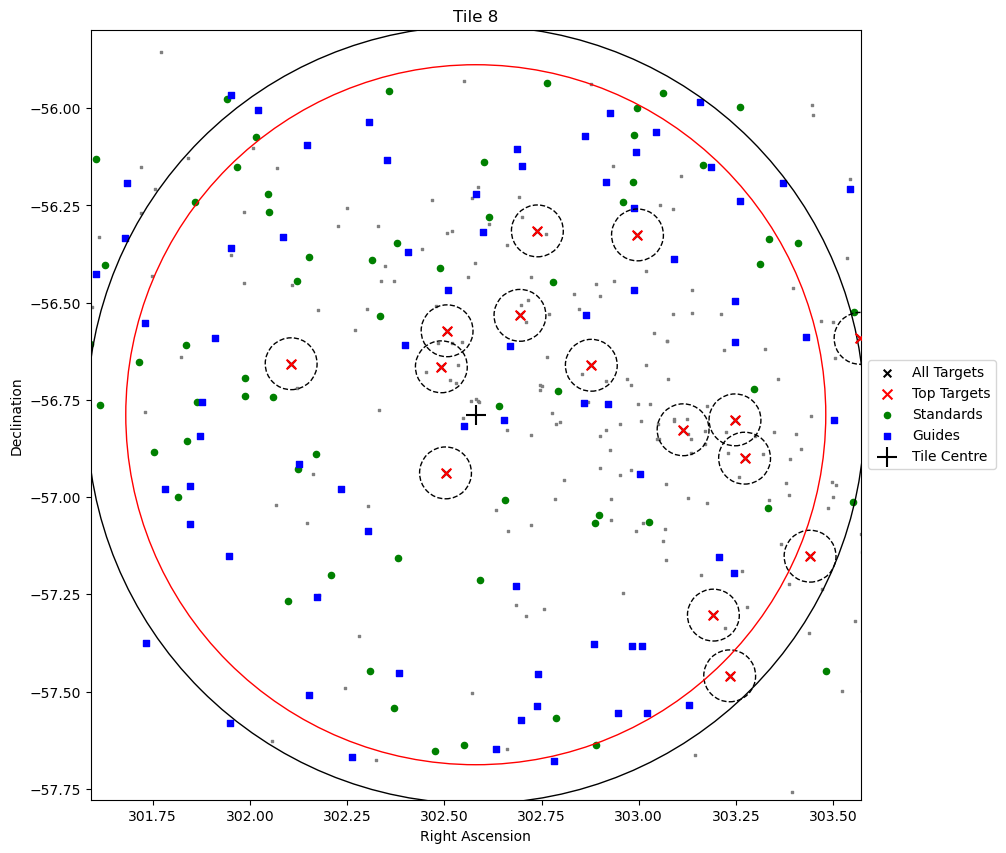 Tile 8
Declination
−56.00
−56.25
−56.50
−56.75
−57.00
−57.25
−57.50
−57.75
301.75
302.00
302.25
302.50
302.75
303.00
303.25
303.50
Right Ascension
All Targets
Top Targets
Standards
Guides
Tile Centre